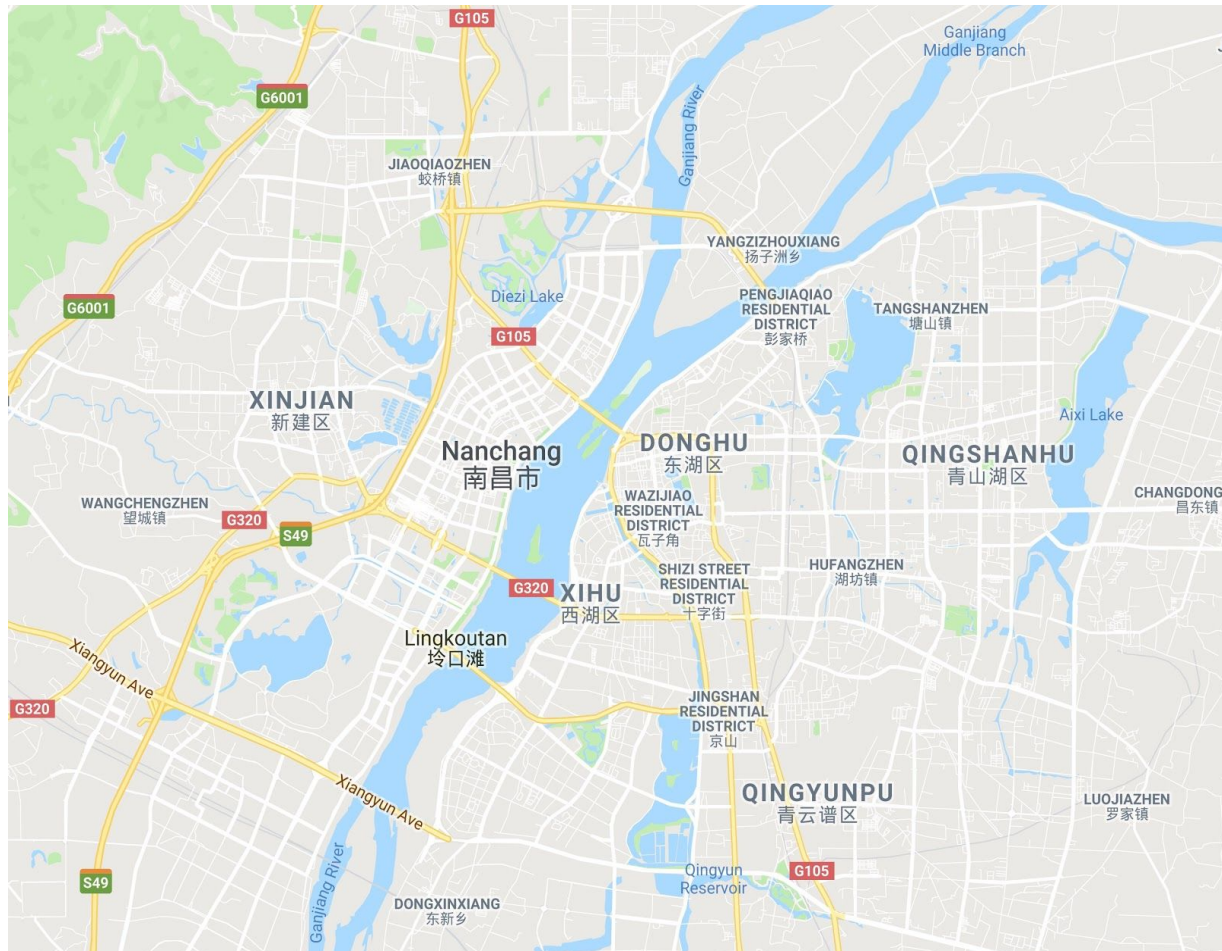 G105
Ganjiang
Middle Branch
G6001
Ganjiang River
JIAOQIAOZHEN
蛟桥镇
YANGZIZHOUXIANG
扬子洲乡
Diezi Lake
PENGJIAQIAO
RESIDENTIAL
DISTRICT
彭家桥
TANGSHANZHEN
塘山镇
G6001
G105
XINJIAN
新建区
Aixi Lake
Nanchang
南昌市
DONGHU
东湖区
QINGSHANHU
青山湖区
WANGCHENGZHEN
望城镇
WAZIJIAO
RESIDENTIAL
DISTRICT
瓦子角
CHANGDONG
昌东镇
G320
S49
HUFANGZHEN
湖坊镇
SHIZI STREET
RESIDENTIAL
DISTRICT
十字街
G320
XIHU
西湖区
Lingkoutan
坽口滩
Xiangyun Ave
G320
JINGSHAN
RESIDENTIAL
DISTRICT
京山
Xiangyun Ave
QINGYUNPU
青云谱区
LUOJIAZHEN
罗家镇
Ganjiang River
S49
Qingyun
Reservoir
G105
DONGXINXIANG
东新乡